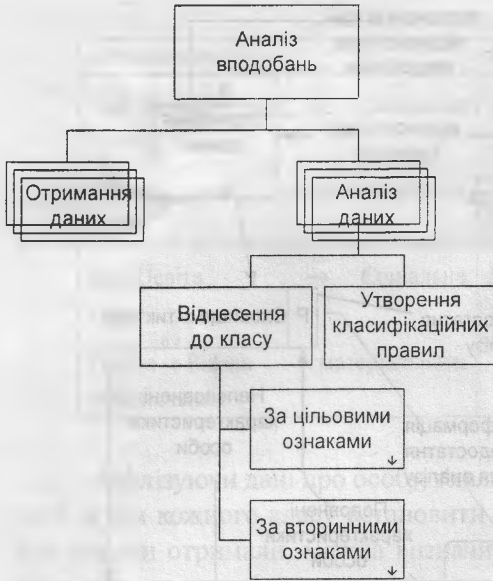 Аналіз
вподобань
Отримання
даних
Аналіз
даних
Віднесення
до класу
Утворення
класифікаційних
правил
За цільовими
ознаками
За вторинними
ознаками